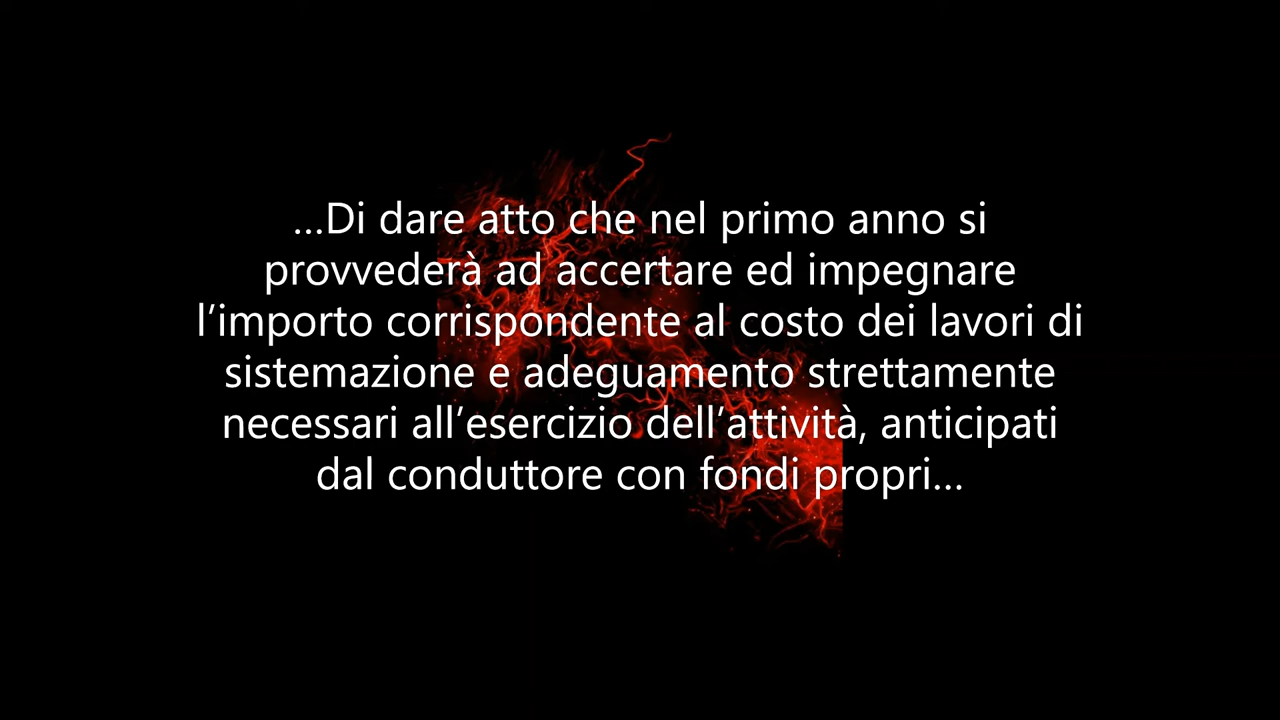 …Di dare atto che nel primo anno si
provvederà ad accertare ed impegnare
l’importo corrispondente al costo dei lavori di
sistemazione e adeguamento strettamente
necessari all’esercizio dell’attività, anticipati
dal conduttore con fondi propri…